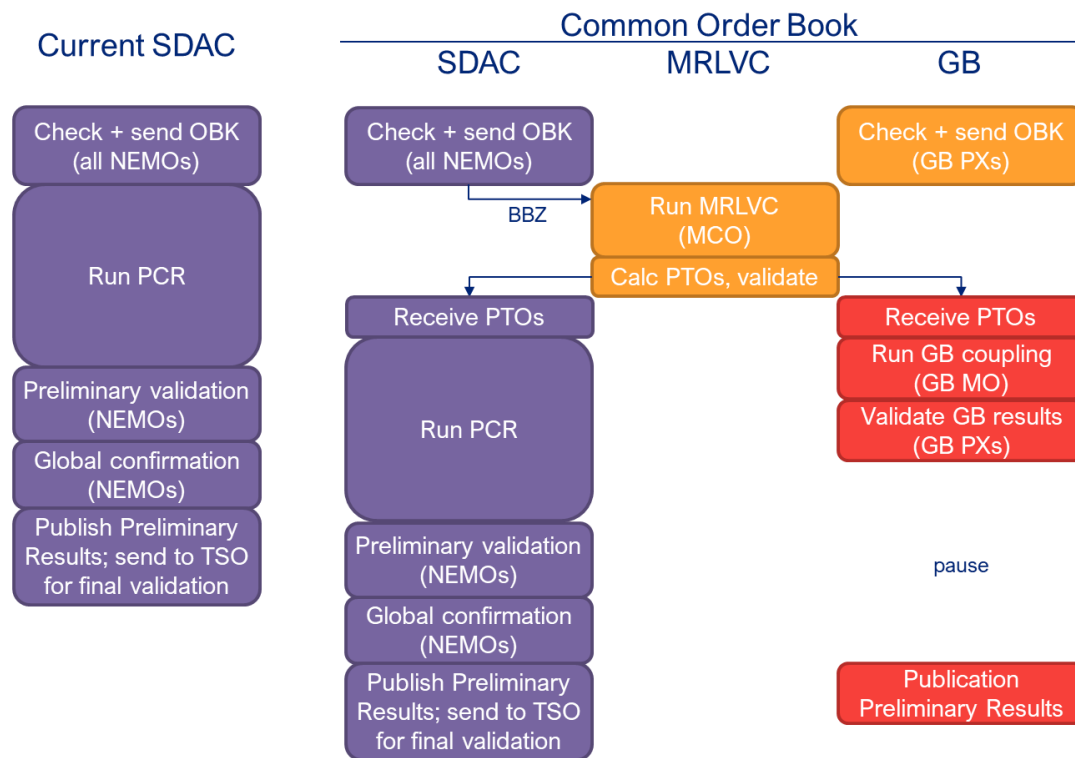 Current SDAC
Check + send OBK
(all NEMOs)
Run PCR
Preliminary validation
(NEMOs)
Global confirmation
(NEMOs)
Publish Preliminary
Results; send to TSO
for final validation
Common Order Book
SDAC
MRLVC
GB
Check + send OBK
(all NEMOs)
Check + send OBK
(GB PXs)
BBZ
Run MRLVC
(MCO)
Calc PTOs, validate
Receive PTOs
Run PCR
Preliminary validation
(NEMOs)
Global confirmation
(NEMOs)
Publish Preliminary
Results; send to TSO
for final validation
Receive PTOs
Run GB coupling
(GB MO)
Validate GB results
(GB PXs)
pause
Publication
Preliminary Results